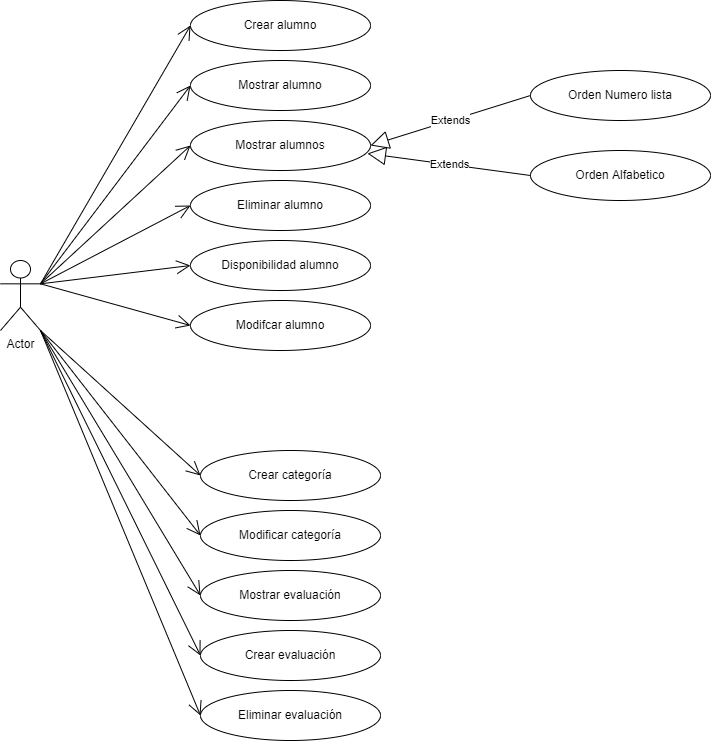 Crear alumno
Mostrar alumno
Orden Numero lista
Extends
Mostrar alumnos
Extends
Orden Alfabetico
Eliminar alumno
Disponibilidad alumno
Modifcar alumno
Actor
Crear categoría
Modificar categoría
Mostrar evaluación
Crear evaluación
Eliminar evaluación